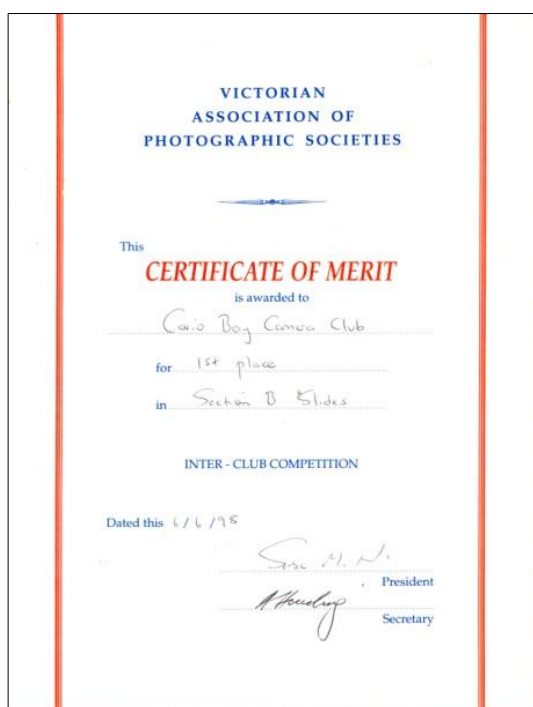 VICTORIAN
ASSOCIATION OF
PHOTOGRAPHIC SOCIETIES
This
CERTIFICATE OF MERIT
is awarded to
Corio Bay Camera Club
for 1st place
in Section B Slides
INTER - CLUB COMPETITION
Dated this 6/6/98
President
Secretary